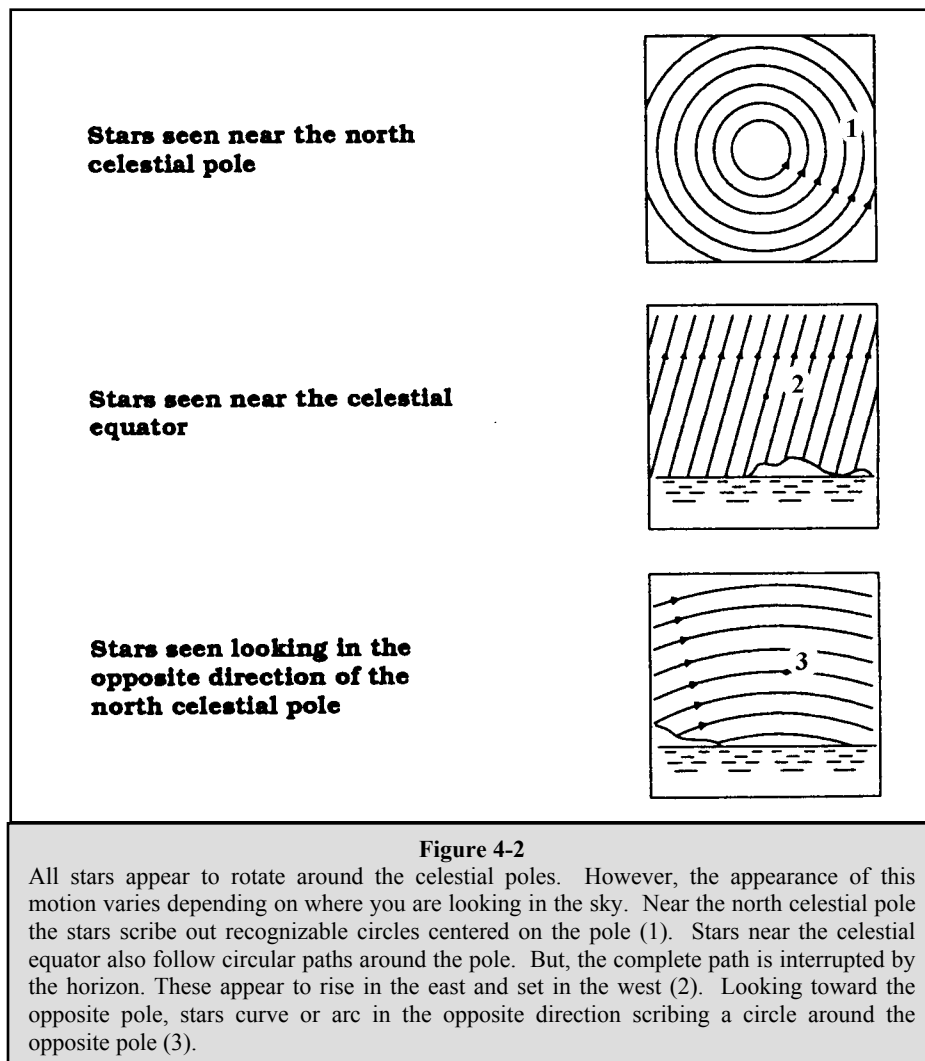 Stars seen near the north
celestial pole
1
Stars seen near the celestial
equator
2
Stars seen looking in the
opposite direction of the
north celestial pole
3
Figure 4-2
All stars appear to rotate around the celestial poles. However, the appearance of this
motion varies depending on where you are looking in the sky. Near the north celestial pole
the stars scribe out recognizable circles centered on the pole (1). Stars near the celestial
equator also follow circular paths around the pole. But, the complete path is interrupted by
the horizon. These appear to rise in the east and set in the west (2). Looking toward the
opposite pole, stars curve or arc in the opposite direction scribing a circle around the
opposite pole (3).